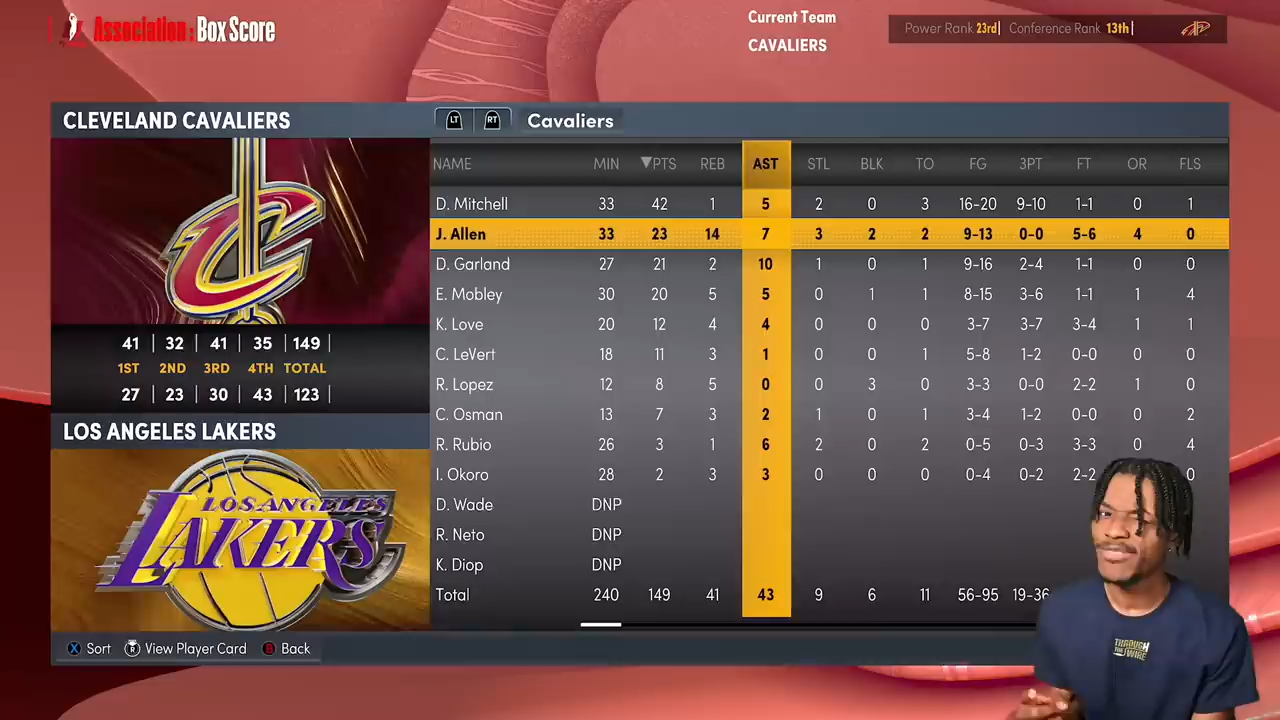 Association: Box Score
Current Team
CAVALIERS
Power Rank 23rd| Conference Rank 13th|
CLEVELAND CAVALIERS
41 | 32 | 41 | 35 | 149 |
1ST 2ND 3RD 4TH TOTAL
27 | 23 | 30 | 43 | 123 |
LOS ANGELES LAKERS
LOS ANGELES
LAKERS
LT RT Cavaliers
NAME MIN ▼PTS REB AST STL BLK TO FG 3PT FT OR FLS
D. Mitchell 33 42 1 5 2 0 3 16-20 9-10 1-1 0 1
J. Allen 33 23 14 7 3 2 2 9-13 0-0 5-6 4 0
D. Garland 27 21 2 10 1 0 1 9-16 2-4 1-1 0 0
E. Mobley 30 20 5 5 0 1 1 8-15 3-6 1-1 1 4
K. Love 20 12 4 4 0 0 0 3-7 3-7 3-4 1 1
C. LeVert 18 11 3 1 0 0 1 5-8 1-2 0-0 0 0
R. Lopez 12 8 5 0 0 3 0 3-3 0-0 2-2 1 0
C. Osman 13 7 3 2 1 0 1 3-4 1-2 0-0 0 2
R. Rubio 26 3 1 6 2 0 2 0-5 0-3 3-3 0 4
I. Okoro 28 2 3 3 0 0 0 0-4 0-2 2-2 0
D. Wade DNP
R. Neto DNP
K. Diop DNP
Total 240 149 41 43 9 6 11 56-95 19-36
X Sort R View Player Card B Back
THROUGH
THE WIRE